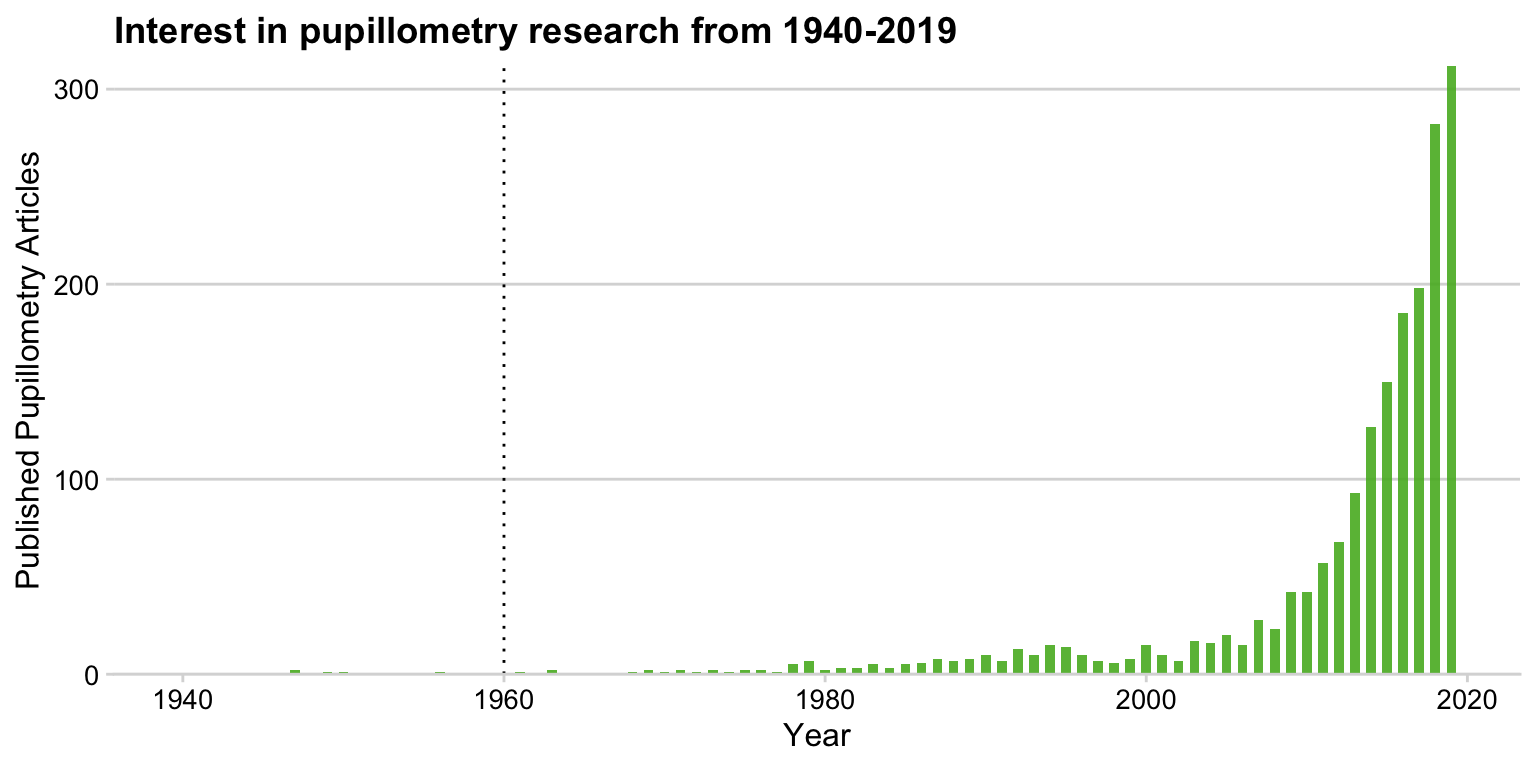 Interest in pupillometry research from 1940-2019
Published Pupillometry Articles
300
200
100
0
1940 1960 1980 2000 2020
Year